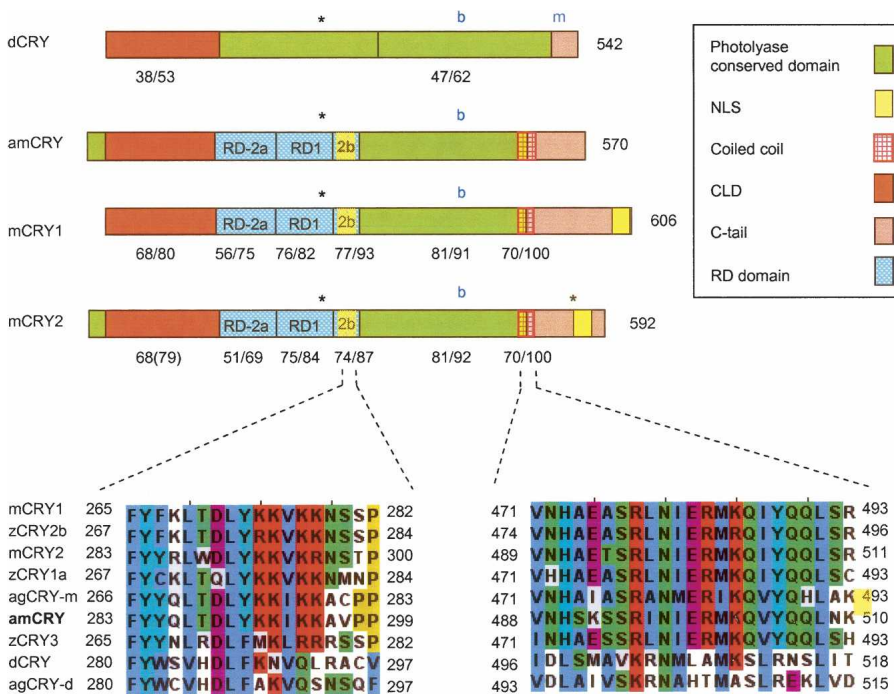 * b m
dCRY 542
38/53 47/62
* b
amCRY RD-2a RD1 2b 570
* b
mCRY1 RD-2a RD1 2b 606
68/80 56/75 76/82 77/93 81/91 70/100
* b *
mCRY2 RD-2a RD1 2b 592
68(79) 51/69 75/84 74/87 81/92 70/100
Photolyase
conserved domain
NLS
Coiled coil
CLD
C-tail
RD domain
mCRY1 265 FYFKLTDLYKKVKKNSSP 282 471 VNHAEASRLNIERMKQIYQQLSR 493
zCRY2b 267 FYYKLTDLYRKVKKNSSP 284 474 VNHAEASRLNIERMKQIYQQLSR 496
mCRY2 283 FYYRLWDLYKKVKRNSTP 300 489 VNHAETSRLNIERMKQIYQQLSR 511
zCRY1a 267 FYCKLTQLYKKVKKNMNP 284 471 VHHAEASRLNIERMKQVYQQLSC 493
agCRY-m 266 FYYQLTDLYKKIKKACPP 283 471 VNHAIASRANMERIKQVYQHLAK 493
amCRY 283 FYYQLTDLYKKIKKAVPP 299 488 VNHSKSSRLNIERIKQVYQQLNK 510
zCRY3 265 FYYNLRDLFMKLRRRSSP 282 471 INHAESSRLNIERMKQVYQQLSH 493
dCRY 280 FYWSVHDLFKNVQLRACV 297 496 IDLSMAVKRNMLAMKSLRNSLIT 518
agCRY-d 280 FYWCVHDLFAKVQSNSQF 297 493 VDLAIVSKRNAHTMASLREKLVD 515